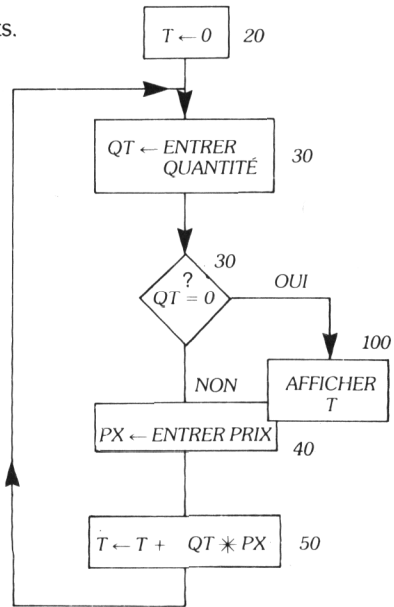 ts.
T ← 0 20
QT ← ENTRER
QUANTITÉ
30
30
?
QT = 0
OUI
100
NON
AFFICHER
T
PX ← ENTRER PRIX
40
T ← T + QT * PX 50